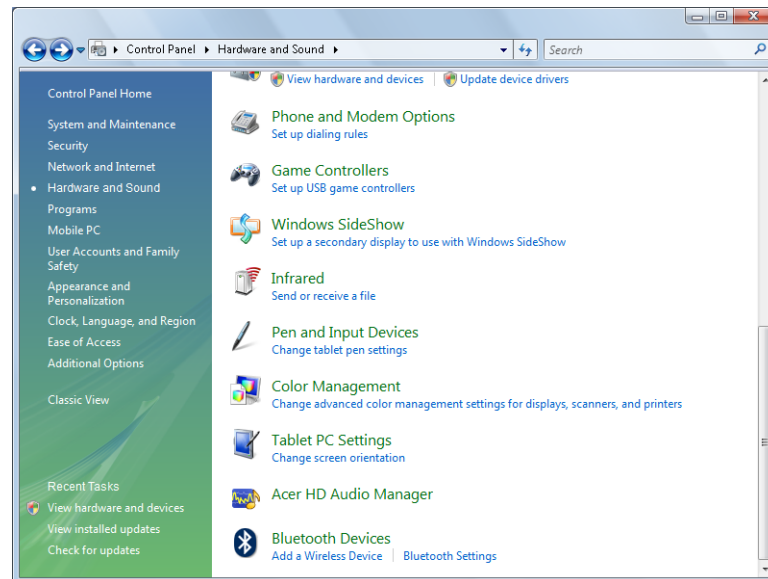 Control Panel
Hardware and Sound
Search
Control Panel Home
System and Maintenance
Security
Network and Internet
Hardware and Sound
Programs
Mobile PC
User Accounts and Family
Safety
Appearance and
Personalization
Clock, Language, and Region
Ease of Access
Additional Options
Classic View
Recent Tasks
View hardware and devices
View installed updates
Check for updates
View hardware and devices
Update device drivers
Phone and Modem Options
Set up dialing rules
Game Controllers
Set up USB game controllers
Windows SideShow
Set up a secondary display to use with Windows SideShow
Infrared
Send or receive a file
Pen and Input Devices
Change tablet pen settings
Color Management
Change advanced color management settings for displays, scanners, and printers
Tablet PC Settings
Change screen orientation
Acer HD Audio Manager
Bluetooth Devices
Add a Wireless Device
Bluetooth Settings